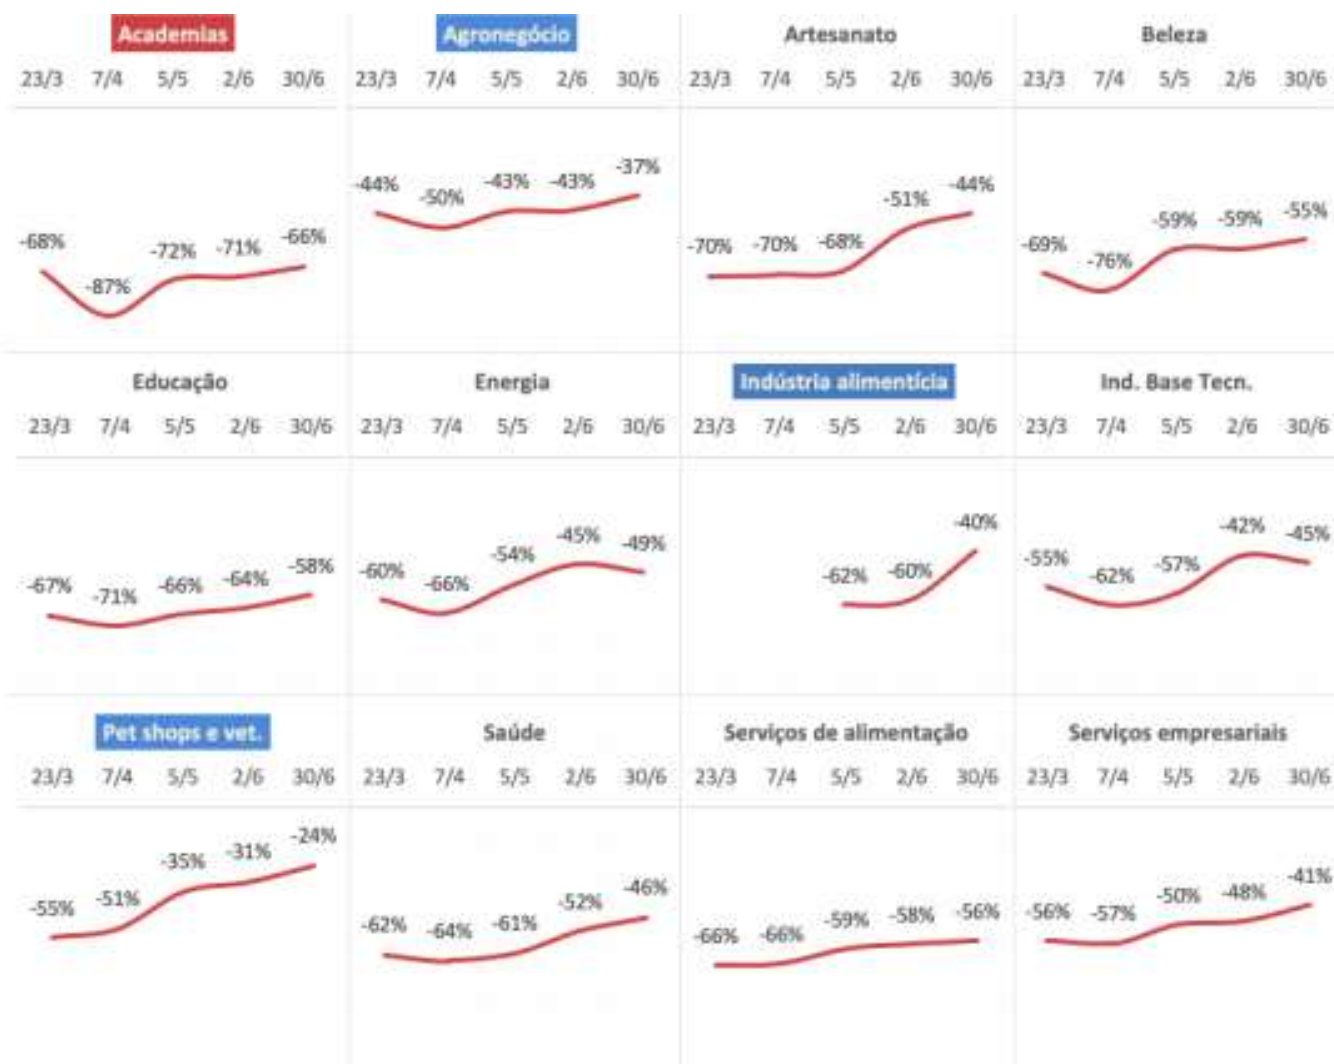 Academias Agronegócio Artesanato Beleza
23/3 7/4 5/5 2/6 30/6 23/3 7/4 5/5 2/6 30/6 23/3 7/4 5/5 2/6 30/6 23/3 7/4 5/5 2/6 30/6
-68% -87% -72% -71% -66%
-44% -50% -43% -43% -37%
-70% -70% -68% -51% -44%
-69% -76% -59% -59% -55%
Educação Energia Indústria alimentícia Ind. Base Tecn.
23/3 7/4 5/5 2/6 30/6 23/3 7/4 5/5 2/6 30/6 23/3 7/4 5/5 2/6 30/6 23/3 7/4 5/5 2/6 30/6
-67% -71% -66% -64% -58%
-60% -66% -54% -45% -49%
-62% -60% -40%
-55% -62% -57% -42% -45%
Pet shops e vet. Saúde Serviços de alimentação Serviços empresariais
23/3 7/4 5/5 2/6 30/6 23/3 7/4 5/5 2/6 30/6 23/3 7/4 5/5 2/6 30/6 23/3 7/4 5/5 2/6 30/6
-55% -51% -35% -31% -24%
-62% -64% -61% -52% -46%
-66% -66% -59% -58% -56%
-56% -57% -50% -48% -41%